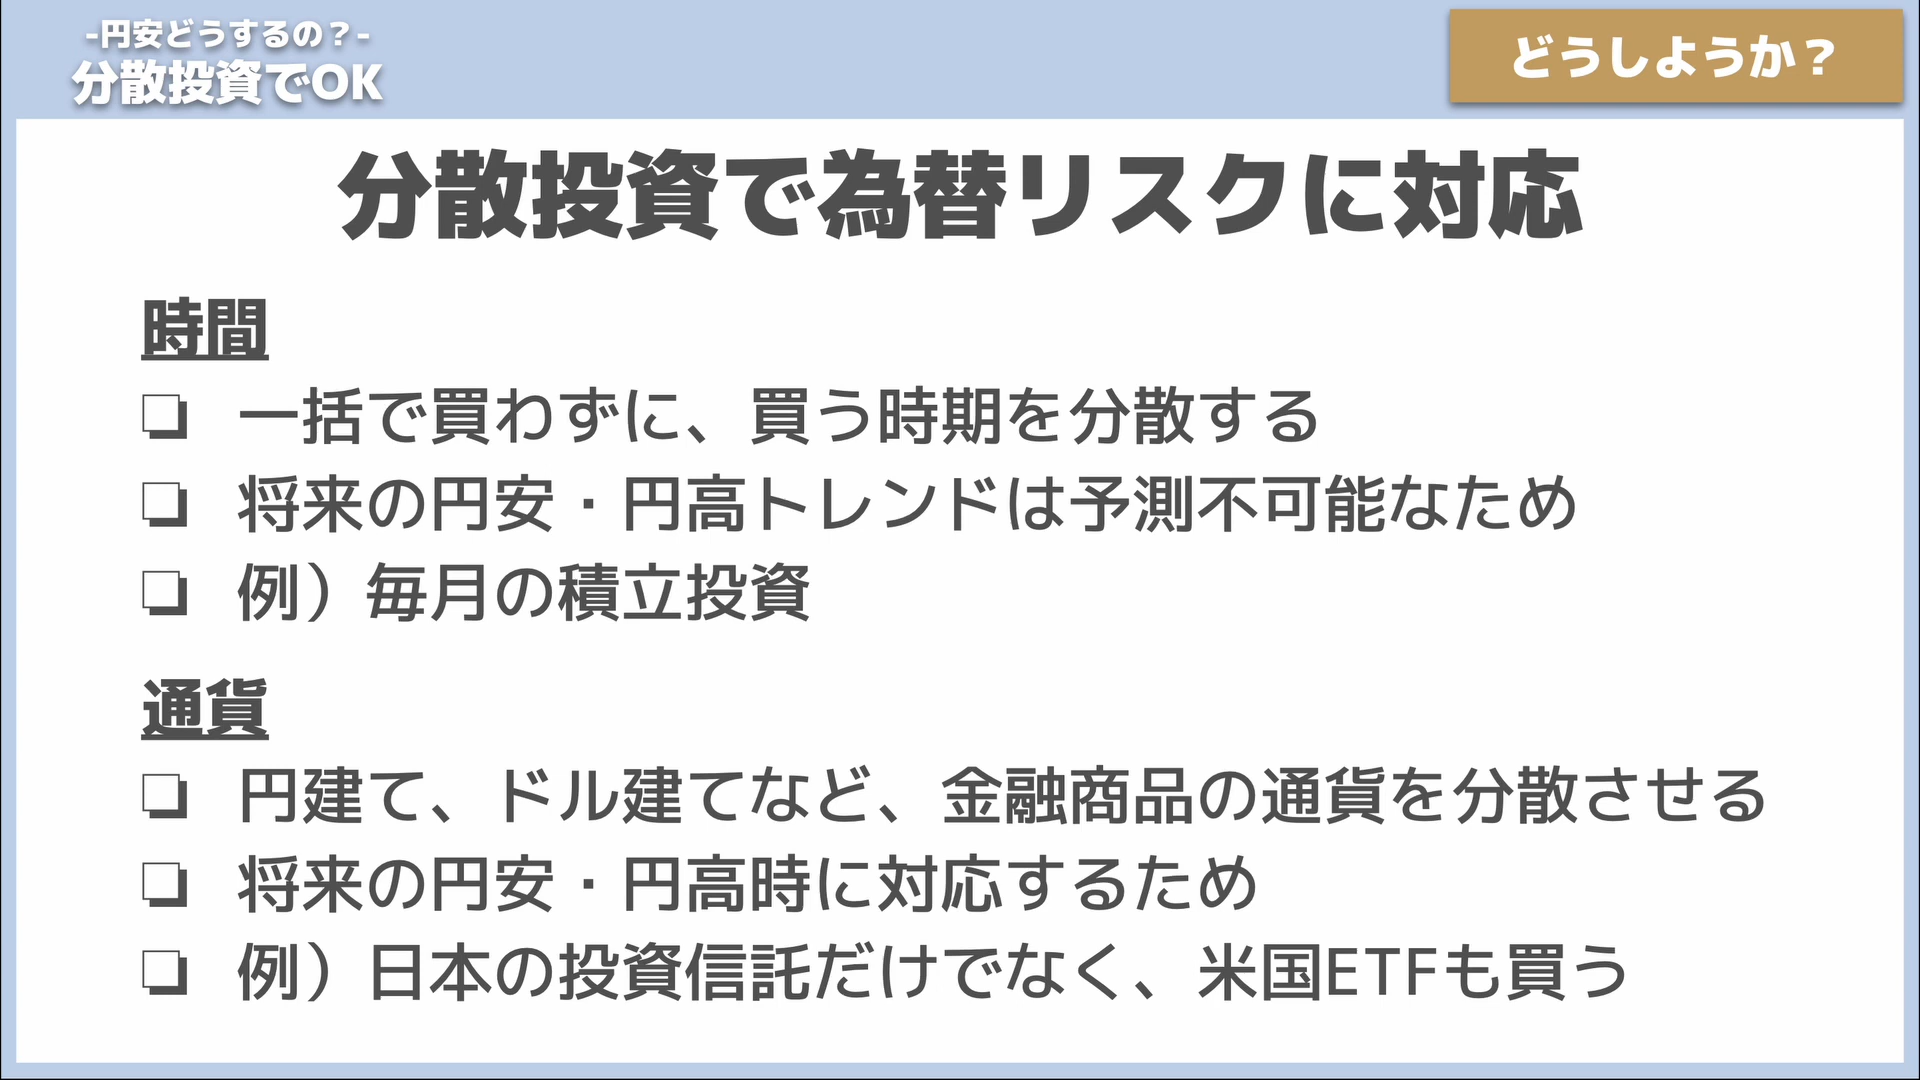 -円安どうするの？-
分散投資でOK
どうしようか？
分散投資で為替リスクに対応
時間
❏ 一括で買わずに、買う時期を分散する
❏ 将来の円安・円高トレンドは予測不可能なため
❏ 例）毎月の積立投資
通貨
❏ 円建て、ドル建てなど、金融商品の通貨を分散させる
❏ 将来の円安・円高時に対応するため
❏ 例）日本の投資信託だけでなく、米国ETFも買う